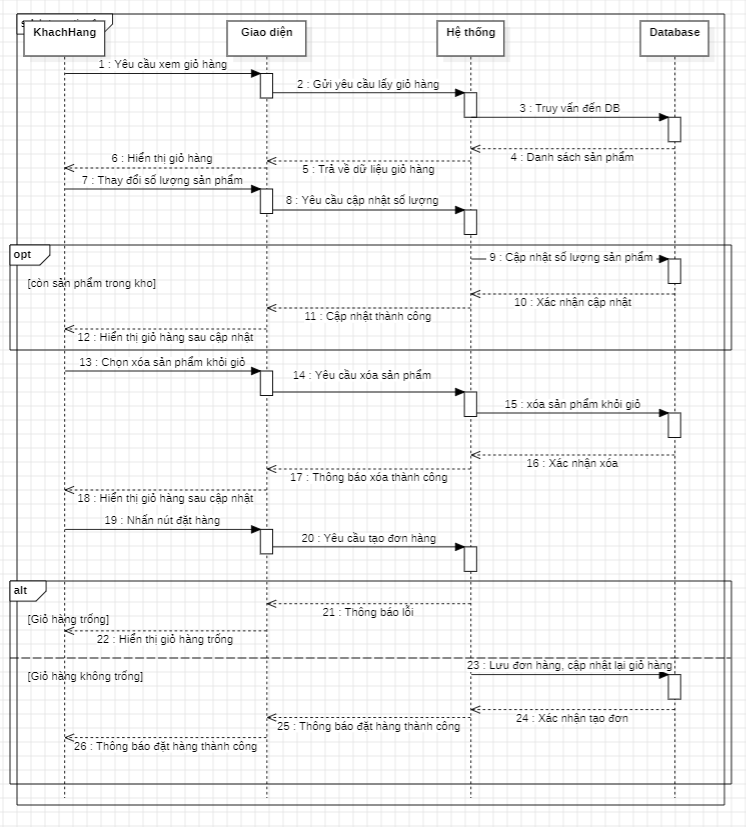 KhachHang
Giao diện
Hệ thống
Database
1 : Yêu cầu xem giỏ hàng
2 : Gửi yêu cầu lấy giỏ hàng
3 : Truy vấn đến DB
4 : Danh sách sản phẩm
5 : Trả về dữ liệu giỏ hàng
6 : Hiển thị giỏ hàng
7 : Thay đổi số lượng sản phẩm
8 : Yêu cầu cập nhật số lượng
opt
[còn sản phẩm trong kho]
9 : Cập nhật số lượng sản phẩm
10 : Xác nhận cập nhật
11 : Cập nhật thành công
12 : Hiển thị giỏ hàng sau cập nhật
13 : Chọn xóa sản phẩm khỏi giỏ
14 : Yêu cầu xóa sản phẩm
15 : xóa sản phẩm khỏi giỏ
16 : Xác nhận xóa
17 : Thông báo xóa thành công
18 : Hiển thị giỏ hàng sau cập nhật
19 : Nhấn nút đặt hàng
20 : Yêu cầu tạo đơn hàng
alt
[Giỏ hàng trống]
21 : Thông báo lỗi
22 : Hiển thị giỏ hàng trống
[Giỏ hàng không trống]
23 : Lưu đơn hàng, cập nhật lại giỏ hàng
24 : Xác nhận tạo đơn
25 : Thông báo đặt hàng thành công
26 : Thông báo đặt hàng thành công